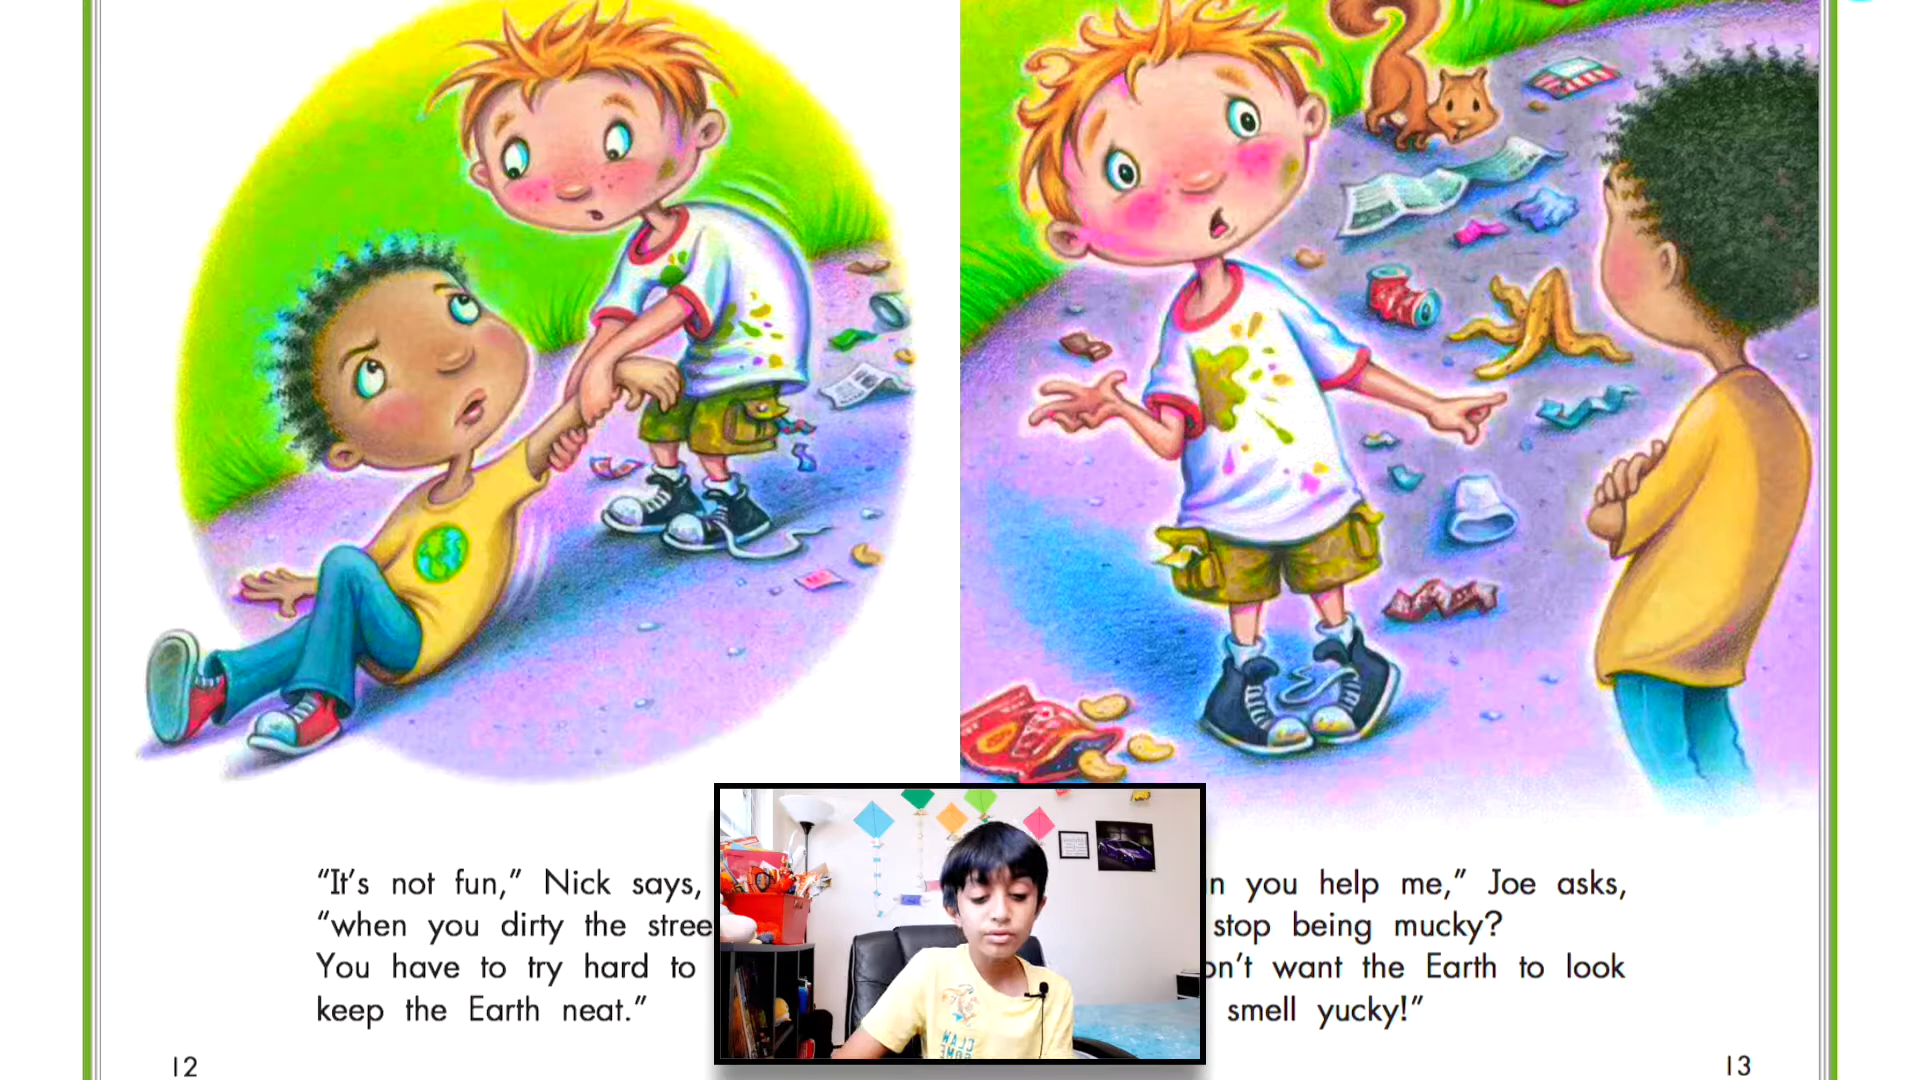 “It’s not fun,” Nick says,
“when you dirty the
You have to try hard to
keep the Earth neat.”
12
you help me,” Joe asks,
stop being mucky?
want the Earth to look
smell yucky!”
13